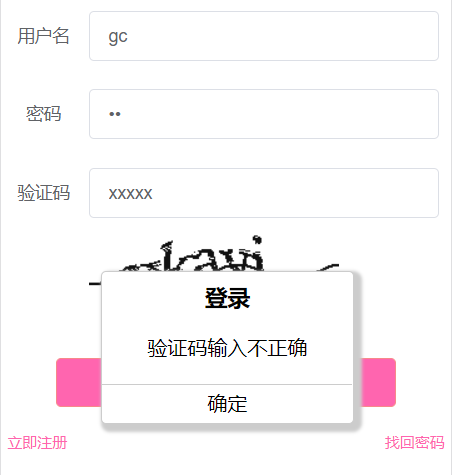 用户名 gc
密码 ••
验证码 xxxxx
登录
验证码输入不正确
确定
立即注册 找回密码